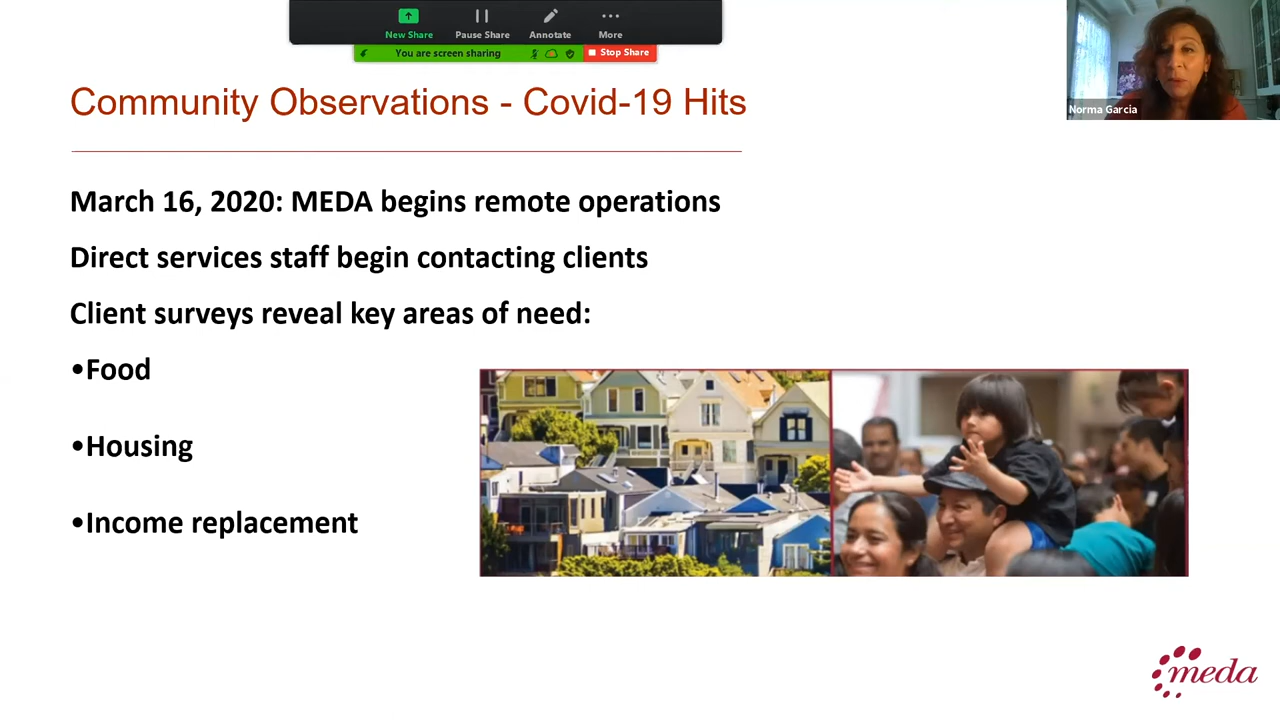 New Share
Pause Share
Annotate
More
You are screen sharing
Stop Share
Norma Garcia
Community Observations - Covid-19 Hits
March 16, 2020: MEDA begins remote operations
Direct services staff begin contacting clients
Client surveys reveal key areas of need:
•Food
•Housing
•Income replacement
meda